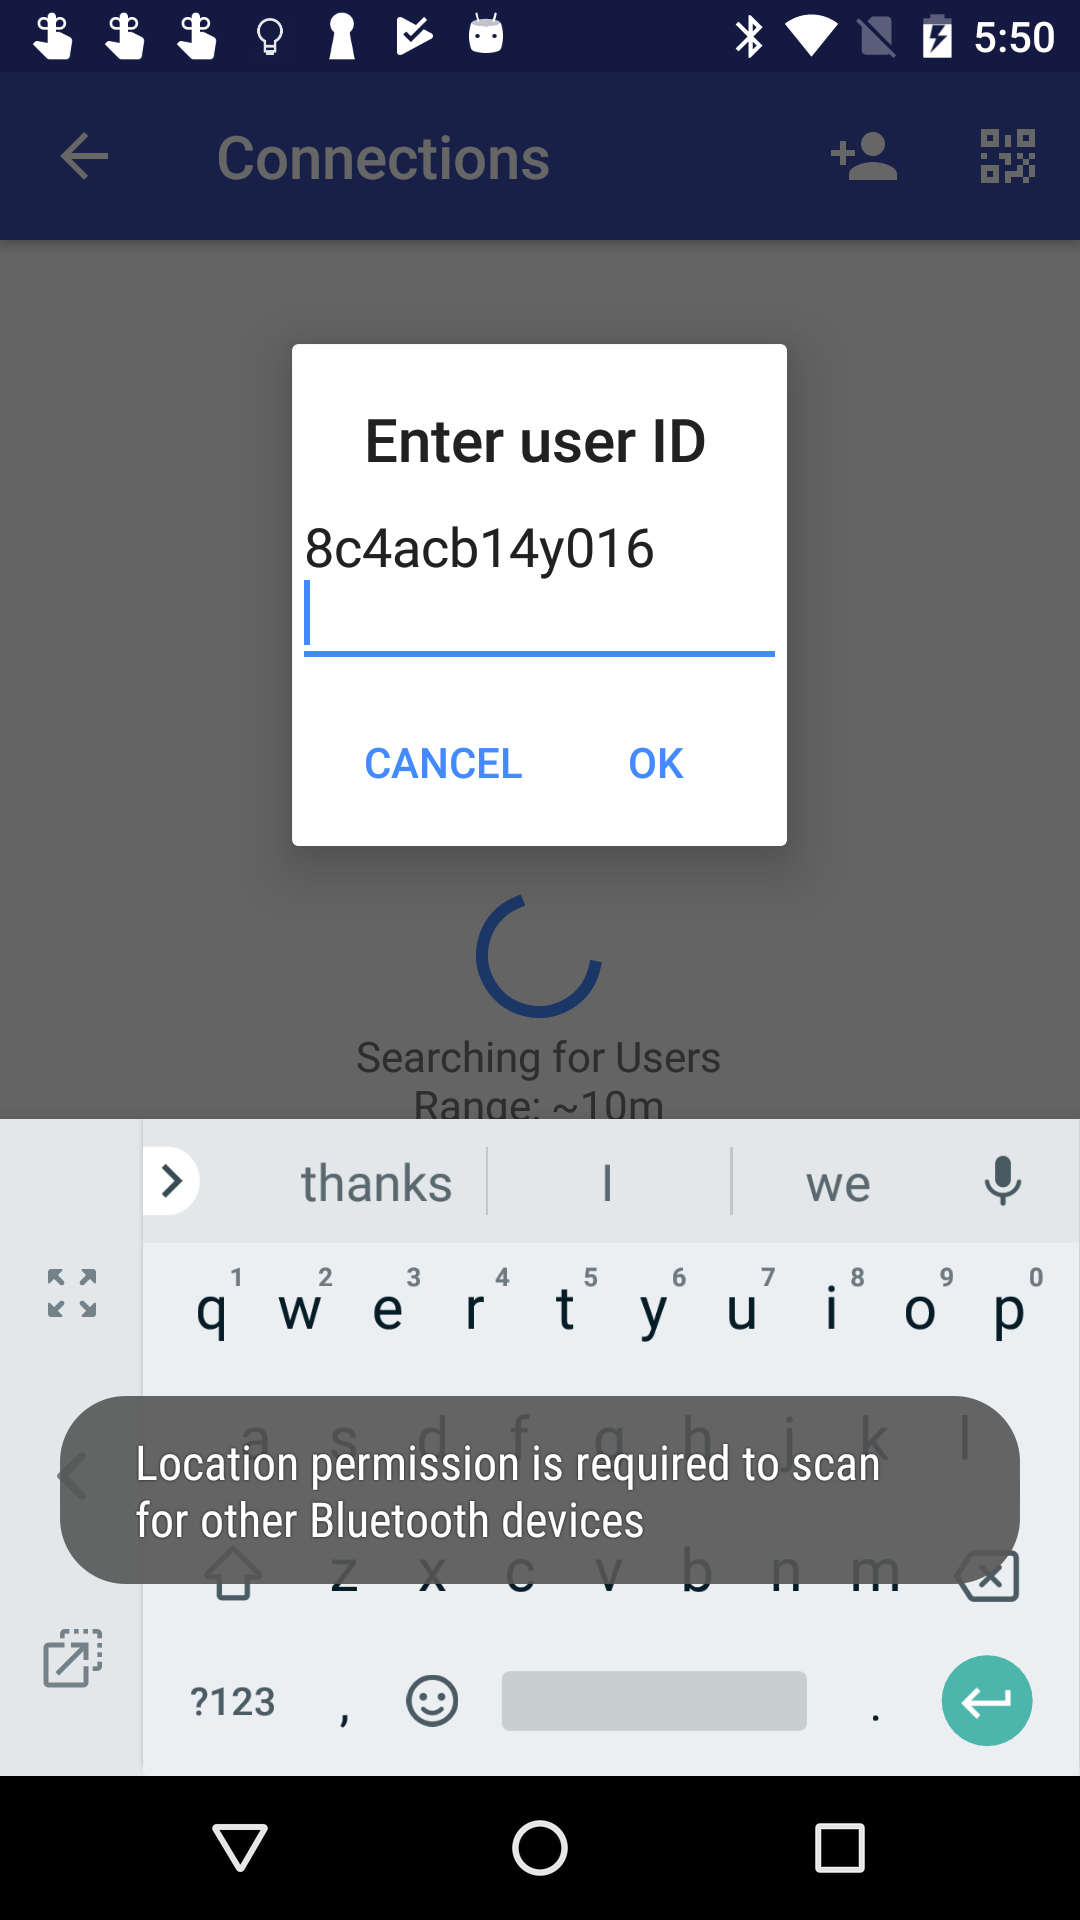 5:50
Connections
Enter user ID
8c4acb14y016
CANCEL OK
Searching for Users
Range: ~10m
thanks I we
1 2 3 4 5 6 7 8 9 0
q w e r t y u i o p
a s d f g h j k l
Location permission is required to scan
for other Bluetooth devices
z x c v b n m
?123 , .